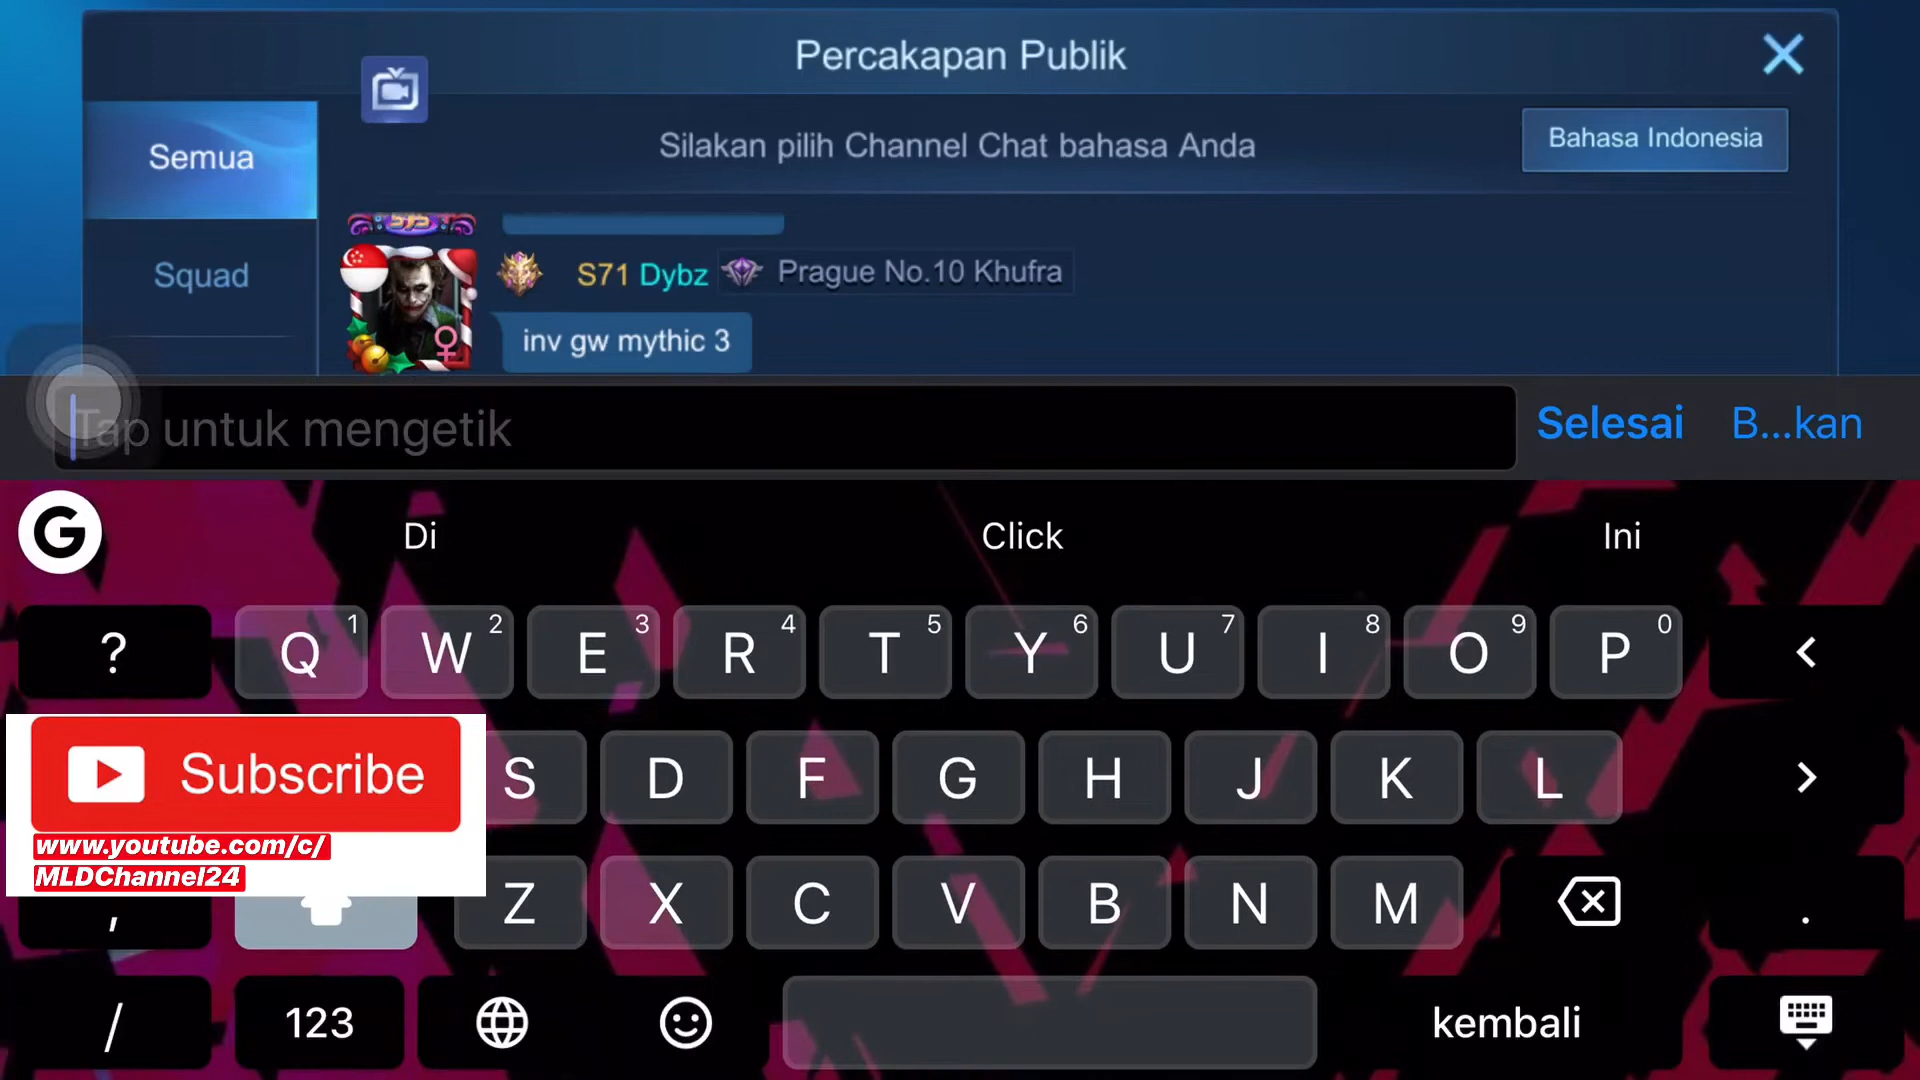 Percakapan Publik
Semua
Silakan pilih Channel Chat bahasa Anda
Bahasa Indonesia
Squad
S71 Dybz Prague No.10 Khufra
inv gw mythic 3
Tap untuk mengetik
Selesai B...kan
G Di Click Ini
? Q 1 W 2 E 3 R 4 T 5 Y 6 U 7 I 8 O 9 P 0 <
Subscribe
www.youtube.com/c/
MLDChannel24
S D F G H J K L >
, Z X C V B N M .
/ 123 kembali